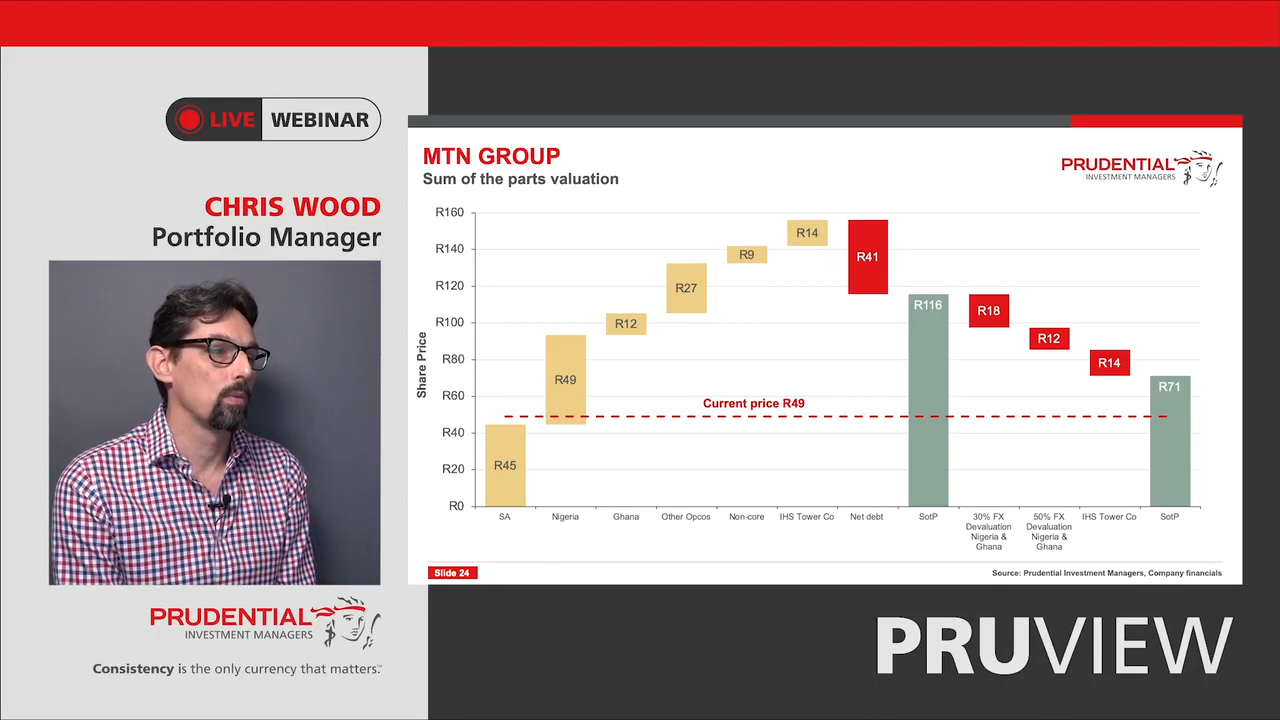 LIVE WEBINAR
CHRIS WOOD
Portfolio Manager
PRUDENTIAL
INVESTMENT MANAGERS
Consistency is the only currency that matters.™
MTN GROUP
Sum of the parts valuation
PRUDENTIAL
INVESTMENT MANAGERS
Share Price
R160
R140
R120
R100
R80
R60
R40
R20
R0
R45
R49
R12
R27
R9
R14
R41
R116
R18
R12
R14
R71
Current price R49
SA
Nigeria
Ghana
Other Opcos
Non-core
IHS Tower Co
Net debt
SotP
30% FX
Devaluation
Nigeria &
Ghana
50% FX
Devaluation
Nigeria &
Ghana
IHS Tower Co
SotP
Slide 24
Source: Prudential Investment Managers, Company financials
PRUVIEW